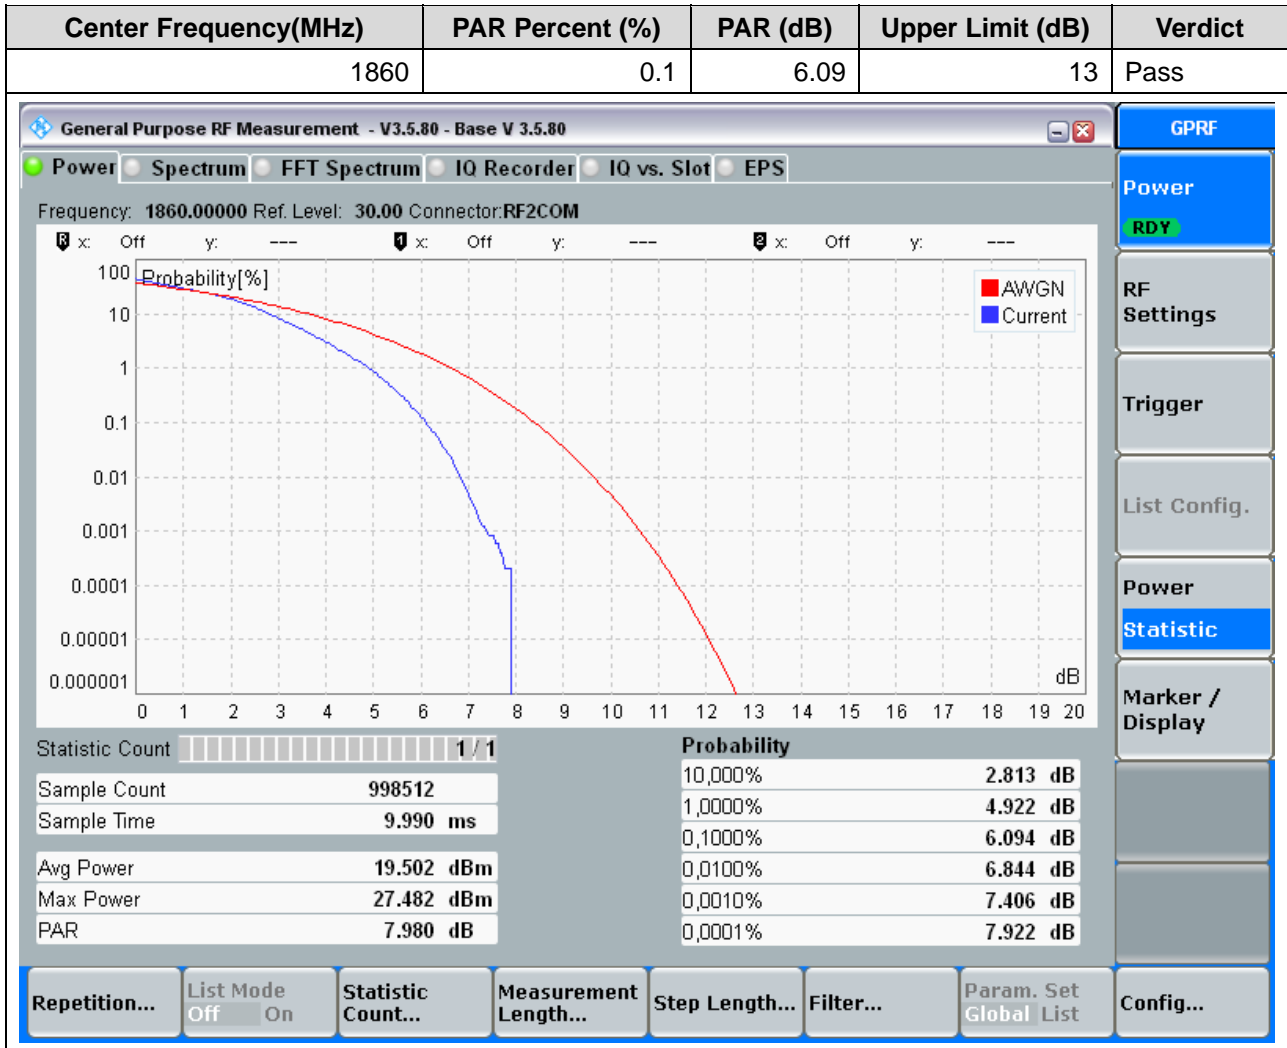 Center Frequency(MHz) PAR Percent (%) PAR (dB) Upper Limit (dB) Verdict
1860 0.1 6.09 13 Pass
General Purpose RF Measurement - V3.5.80 - Base V 3.5.80
GPRF
Power Spectrum FFT Spectrum IQ Recorder IQ vs. Slot EPS
Frequency: 1860.00000 Ref. Level: 30.00 Connector:RF2COM
R x: Off y: --- 1 x: Off y: --- 2 x: Off y: ---
Probability[%]
AWGN
Current
100
10
1
0.1
0.01
0.001
0.0001
0.00001
0.000001
dB
0 1 2 3 4 5 6 7 8 9 10 11 12 13 14 15 16 17 18 19 20
Statistic Count 1 / 1
Sample Count 998512
Sample Time 9.990 ms
Avg Power 19.502 dBm
Max Power 27.482 dBm
PAR 7.980 dB
Probability
10,000% 2.813 dB
1,0000% 4.922 dB
0,1000% 6.094 dB
0,0100% 6.844 dB
0,0010% 7.406 dB
0,0001% 7.922 dB
Power
RDY
RF
Settings
Trigger
List Config.
Power
Statistic
Marker /
Display
Repetition...
List Mode
Off On
Statistic
Count...
Measurement
Length...
Step Length...
Filter...
Param. Set
Global List
Config...